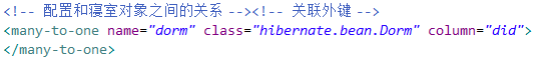 <!-- 配置和寝室对象之间的关系 --><!-- 关联外键 -->
<many-to-one name="dorm" class="hibernate.bean.Dorm" column="did">
</many-to-one>